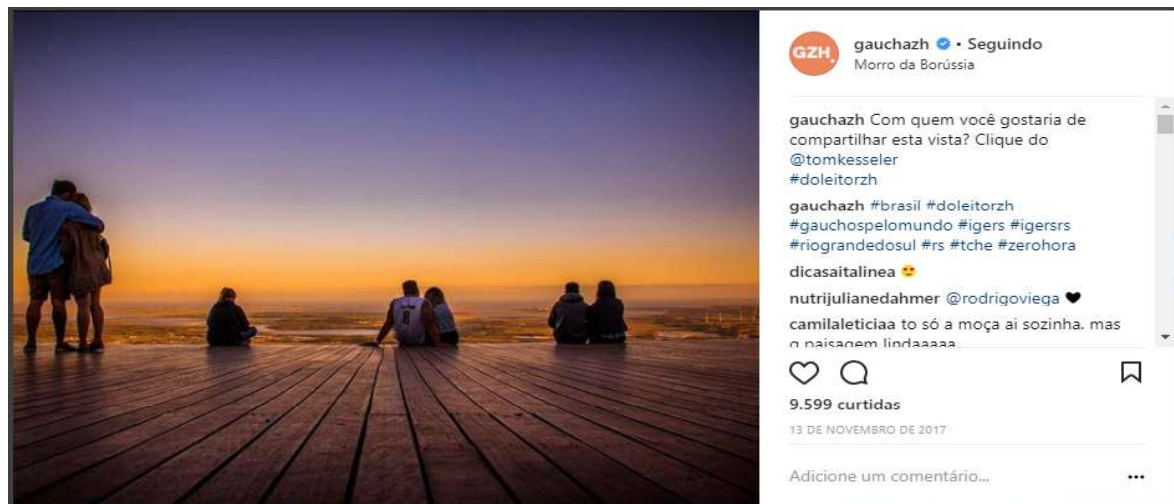 GZH
gauchazh • Seguindo
Morro da Borússia
gauchazh Com quem você gostaria de
compartilhar esta vista? Clique do
@tomkesseler
#doleitorzh
gauchazh #brasil #doleitorzh
#gauchospelomundo #igers #igersrs
#riograndedosul #rs #tche #zerohora
dicasaitalinea 😍
nutrijulianedahmer @rodrigoviega 🖤
camilaleticiaa to só a moça ai sozinha. mas
q paisagem lindaaaaa
9.599 curtidas
13 DE NOVEMBRO DE 2017
Adicione um comentário...